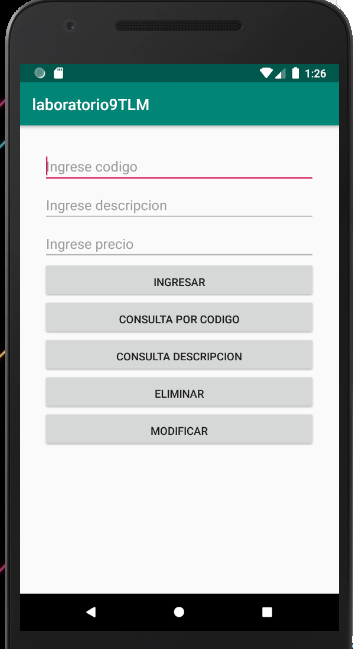 1:26
laboratorio9TLM
Ingrese codigo
Ingrese descripcion
Ingrese precio
INGRESAR
CONSULTA POR CODIGO
CONSULTA DESCRIPCION
ELIMINAR
MODIFICAR